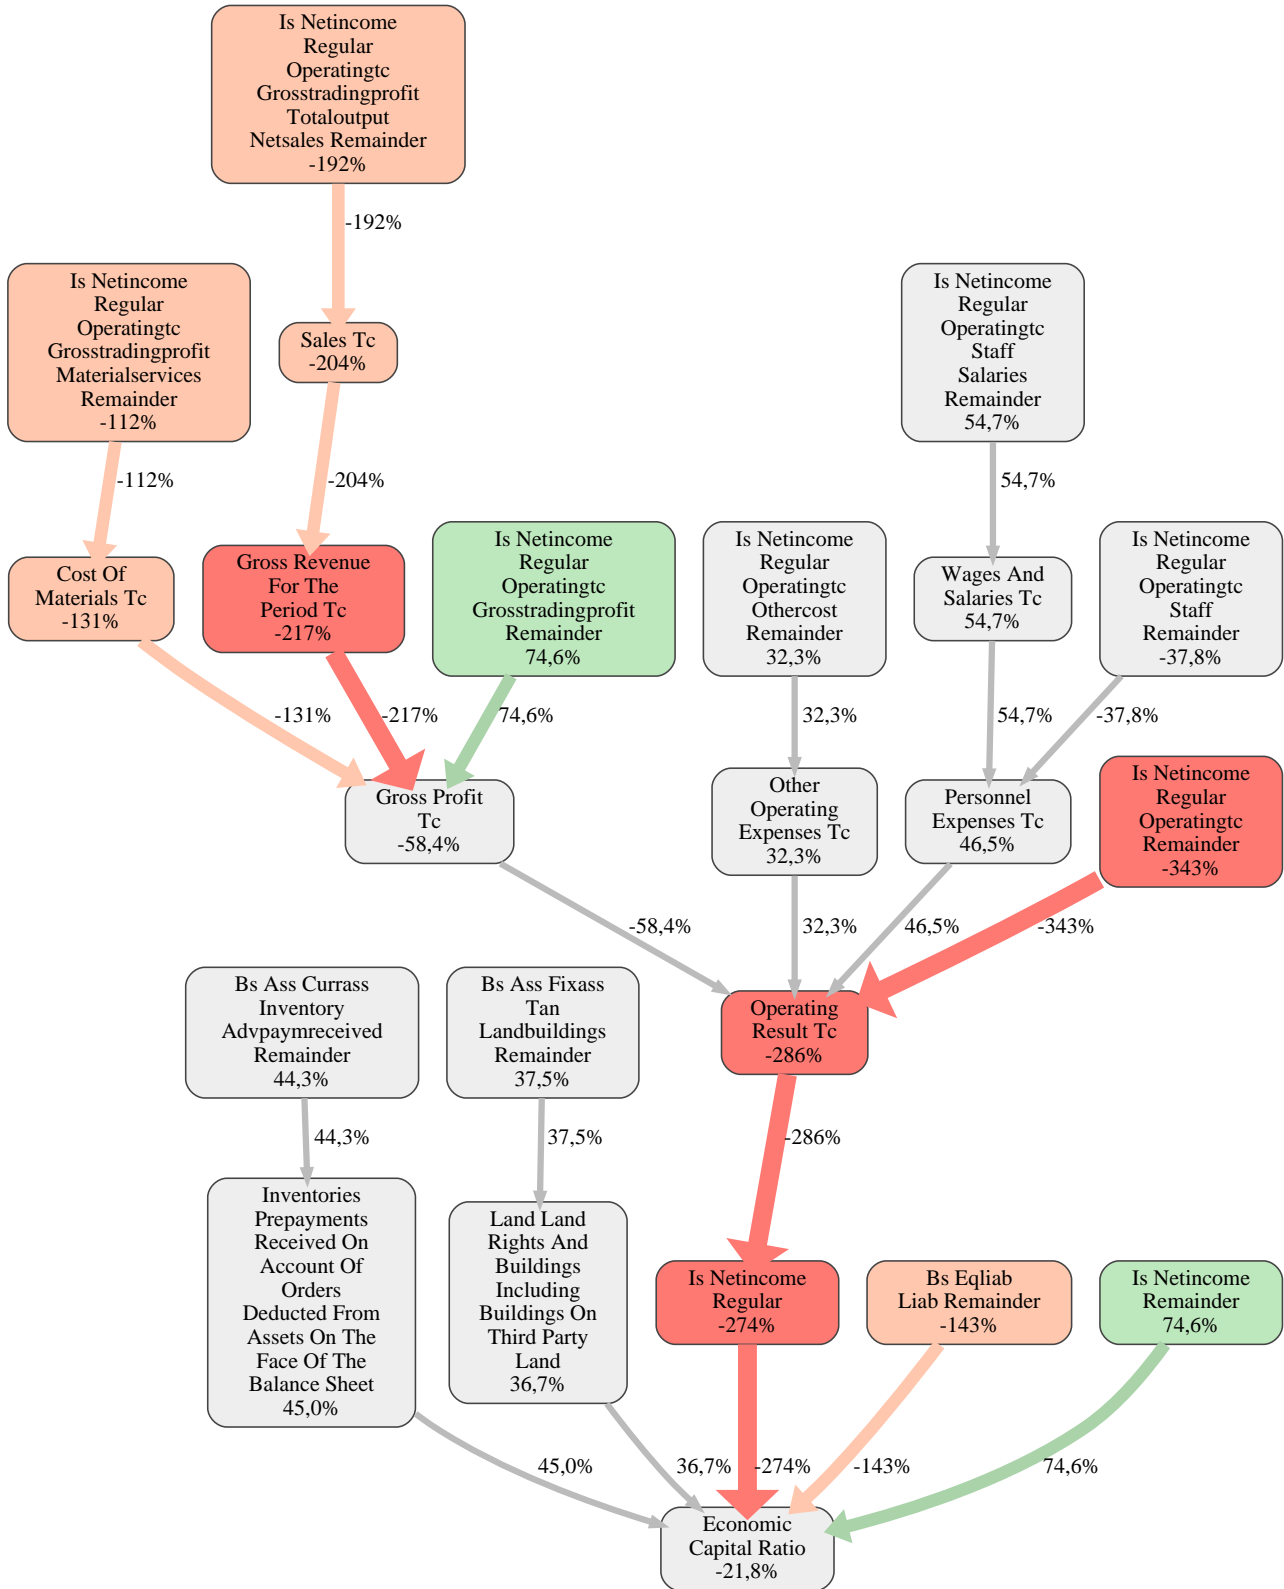 Is Netincome
Regular
Operatingtc
Grosstradingprofit
Totaloutput
Netsales Remainder
-192%
-192%
Is Netincome
Regular
Operatingtc
Grosstradingprofit
Materialservices
Remainder
-112%
Sales Tc
-204%
Is Netincome
Regular
Operatingtc
Staff
Salaries
Remainder
54,7%
-112%
-204%
54,7%
Cost Of
Materials Tc
-131%
Gross Revenue
For The
Period Tc
-217%
Is Netincome
Regular
Operatingtc
Grosstradingprofit
Remainder
74,6%
Is Netincome
Regular
Operatingtc
Othercost
Remainder
32,3%
Wages And
Salaries Tc
54,7%
Is Netincome
Regular
Operatingtc
Staff
Remainder
-37,8%
-131%
-217%
74,6%
32,3%
54,7%
-37,8%
Gross Profit
Tc
-58,4%
Other
Operating
Expenses Tc
32,3%
Personnel
Expenses Tc
46,5%
Is Netincome
Regular
Operatingtc
Remainder
-343%
-58,4%
32,3%
46,5%
-343%
Bs Ass Currass
Inventory
Advpaymreceived
Remainder
44,3%
Bs Ass Fixass
Tan
Landbuildings
Remainder
37,5%
Operating
Result Tc
-286%
44,3%
37,5%
-286%
Inventories
Prepayments
Received On
Account Of
Orders
Deducted From
Assets On The
Face Of The
Balance Sheet
45,0%
Land Land
Rights And
Buildings
Including
Buildings On
Third Party
Land
36,7%
Is Netincome
Regular
-274%
Bs Eqliab
Liab Remainder
-143%
Is Netincome
Remainder
74,6%
45,0%
36,7%
-274%
-143%
74,6%
Economic
Capital Ratio
-21,8%